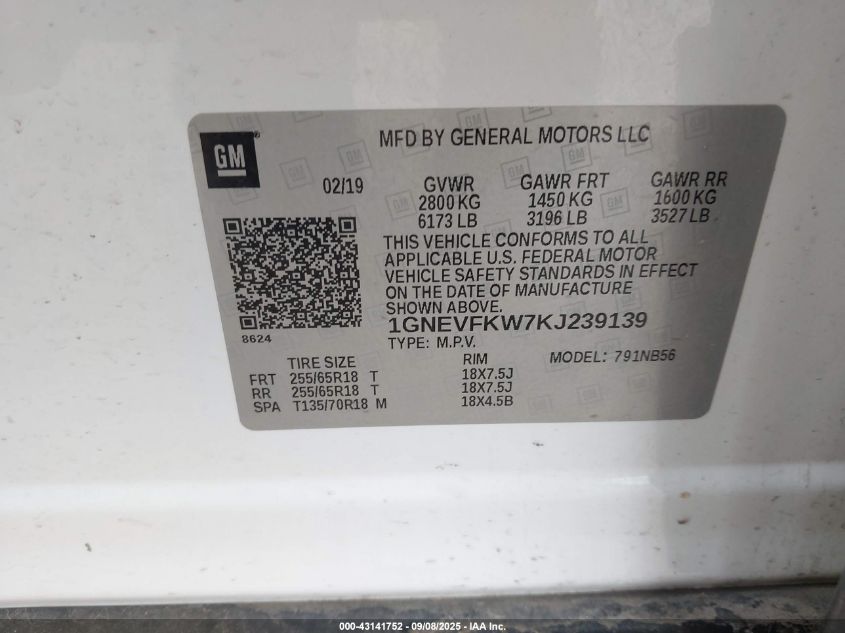 GM®
MFD BY GENERAL MOTORS LLC
02/19 GVWR GAWR FRT GAWR RR
2800 KG 1450 KG 1600 KG
6173 LB 3196 LB 3527 LB
THIS VEHICLE CONFORMS TO ALL
APPLICABLE U.S. FEDERAL MOTOR
VEHICLE SAFETY STANDARDS IN EFFECT
ON THE DATE OF MANUFACTURE
SHOWN ABOVE.
1GNEVFKW7KJ239139
8624
TYPE: M.P.V. MODEL: 791NB56
TIRE SIZE RIM
FRT 255/65R18 T 18X7.5J
RR 255/65R18 T 18X7.5J
SPA T135/70R18 M 18X4.5B
000-43141752 - 09/08/2025 - IAA Inc.